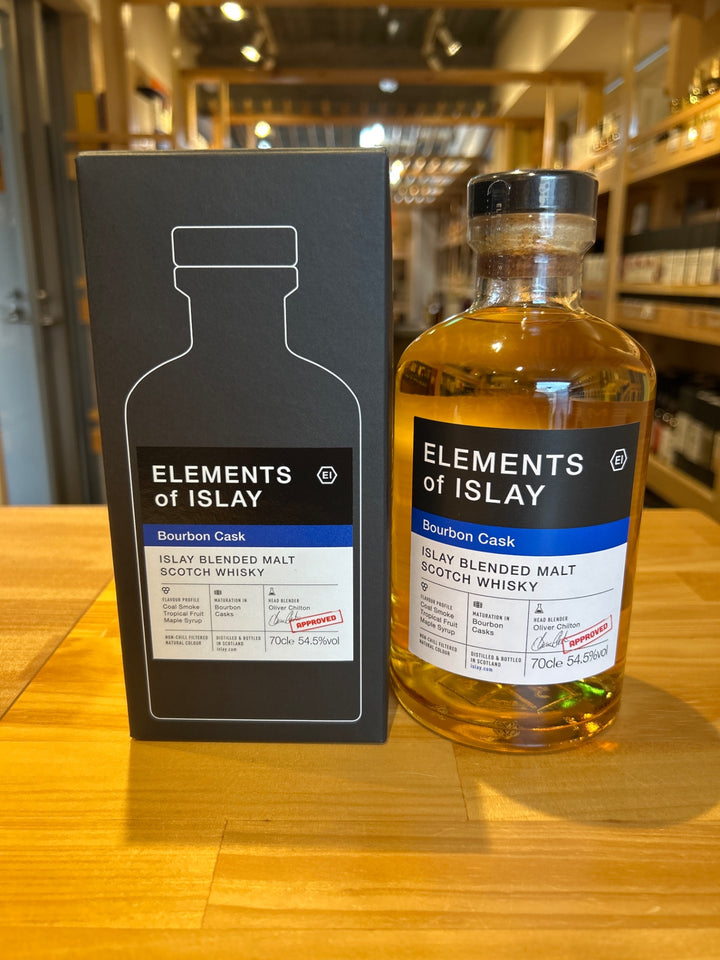 ELEMENTS
of ISLAY
EI
Bourbon Cask
ISLAY BLENDED MALT
SCOTCH WHISKY
FLAVOUR PROFILE
Coal Smoke
Tropical Fruit
Maple Syrup
MATURATION IN
Bourbon
Casks
HEAD BLENDER
Oliver Chilton
APPROVED
NON-CHILL FILTERED
NATURAL COLOUR
DISTILLED & BOTTLED
IN SCOTLAND
islay.com
70cle 54.5%vol
ELEMENTS
of ISLAY
EI
Bourbon Cask
ISLAY BLENDED MALT
SCOTCH WHISKY
FLAVOUR PROFILE
Coal Smoke
Tropical Fruit
Maple Syrup
MATURATION IN
Bourbon
Casks
HEAD BLENDER
Oliver Chilton
APPROVED
NON-CHILL FILTERED
NATURAL COLOUR
DISTILLED & BOTTLED
IN SCOTLAND
islay.com
70cle 54.5%vol